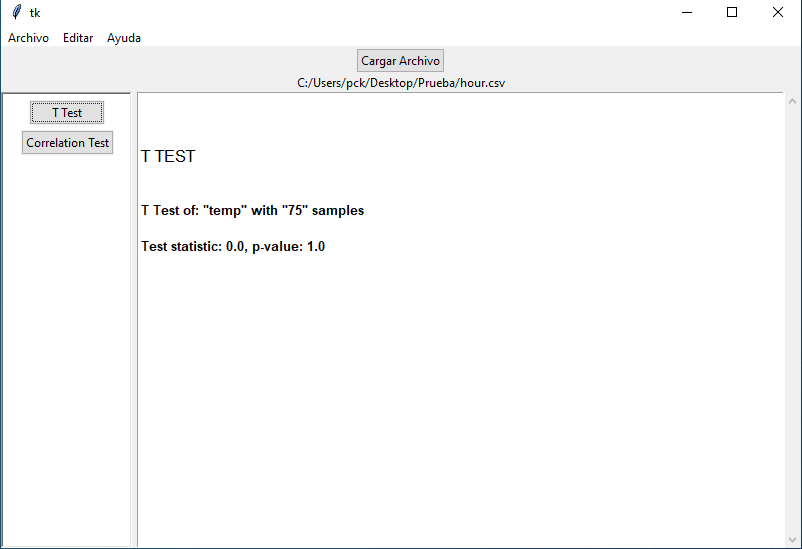 tk
Archivo Editar Ayuda
Cargar Archivo
C:/Users/pck/Desktop/Prueba/hour.csv
T Test
Correlation Test
T TEST
T Test of: "temp" with "75" samples
Test statistic: 0.0, p-value: 1.0